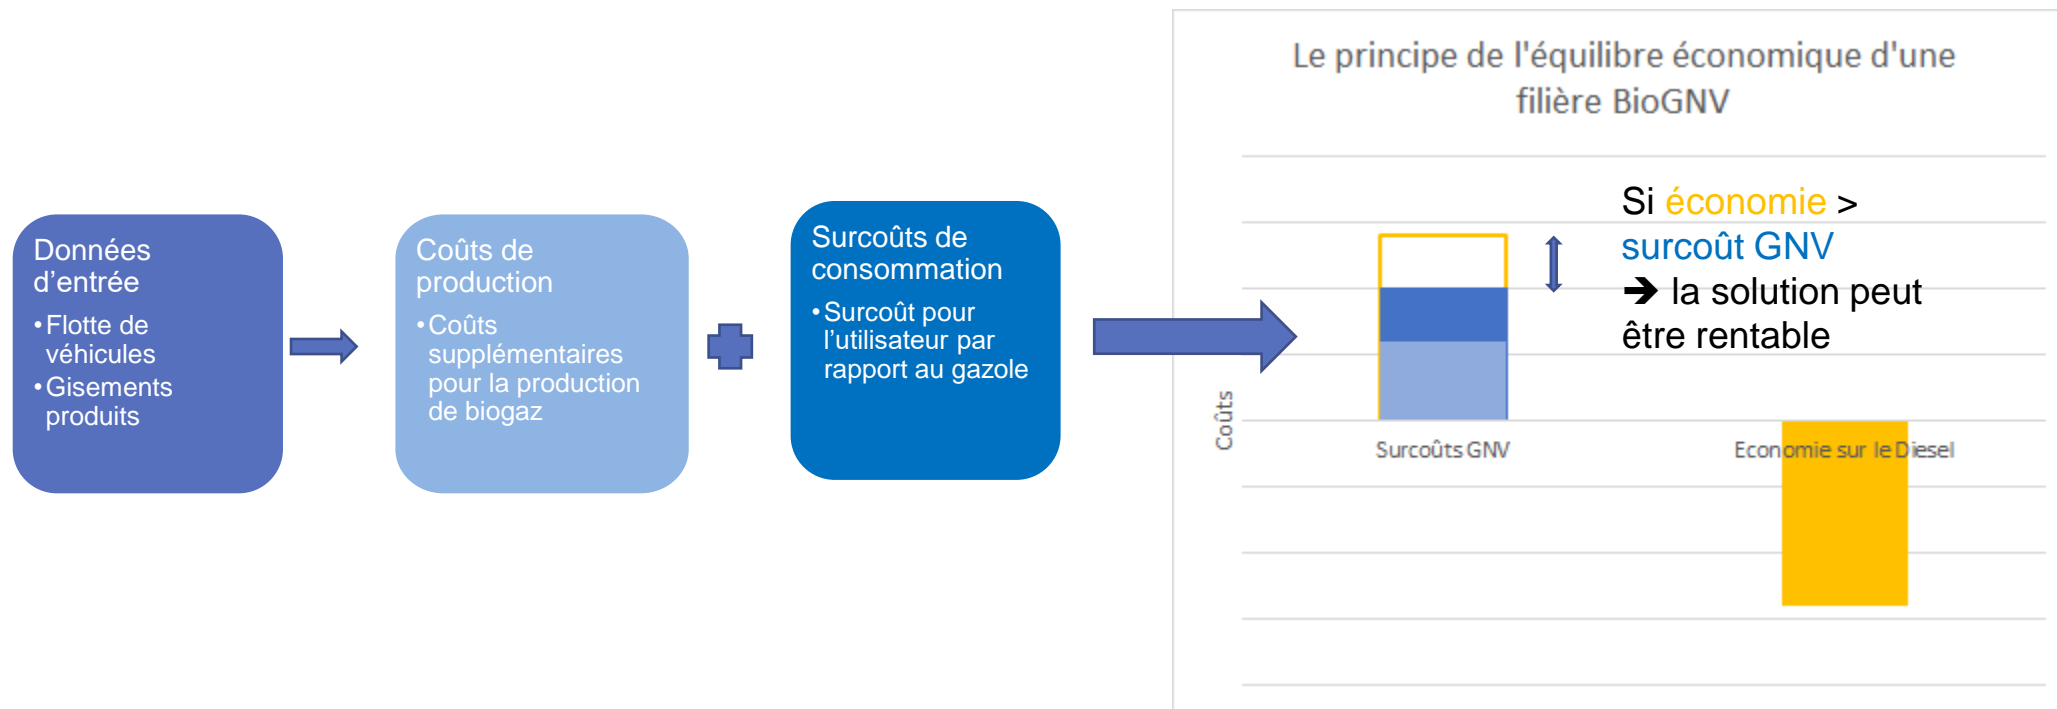 Données
d'entrée
•Flotte de
véhicules
•Gisements
produits
Coûts de
production
•Coûts
supplémentaires
pour la production
de biogaz
Surcoûts de
consommation
•Surcoût pour
l'utilisateur par
rapport au gazole
Le principe de l'équilibre économique d'une
filière BioGNV
Si économie >
surcoût GNV
➔ la solution peut
être rentable
Coûts
Surcoûts GNV
Economie sur le Diesel